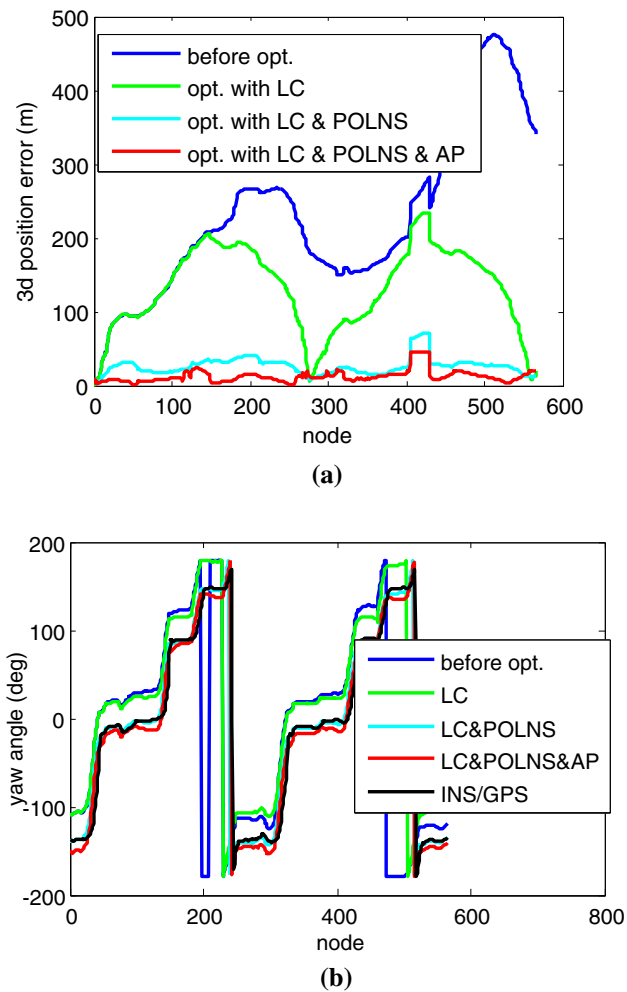 500
400
300
200
100
0
3d position error (m)
before opt.
opt. with LC
opt. with LC & POLNS
opt. with LC & POLNS & AP
0 100 200 300 400 500 600
node
(a)
200
100
0
-100
-200
yaw angle (deg)
before opt.
LC
LC&POLNS
LC&POLNS&AP
INS/GPS
0 200 400 600 800
node
(b)